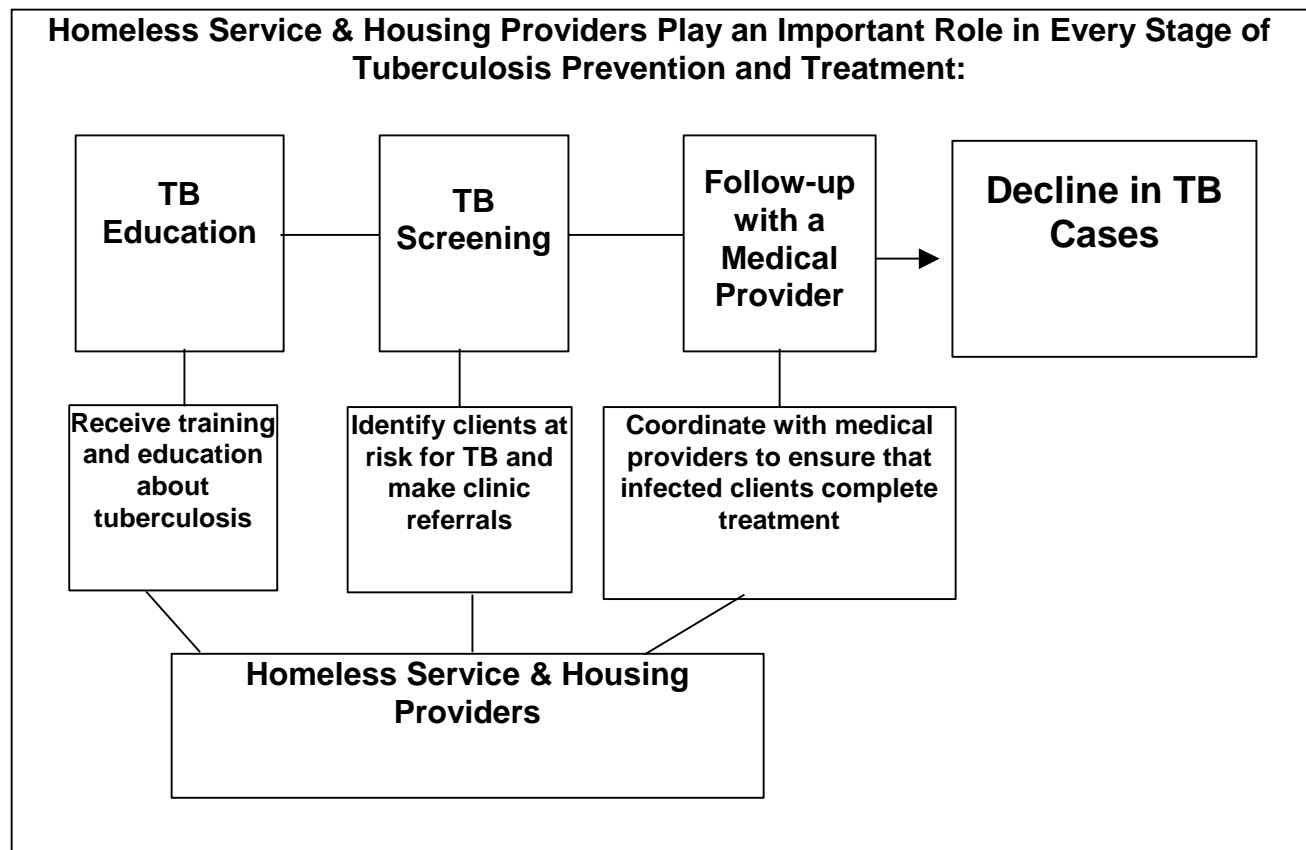 Homeless Service & Housing Providers Play an Important Role in Every Stage of
Tuberculosis Prevention and Treatment:
TB
Education
TB
Screening
Follow-up
with a
Medical
Provider
Decline in TB
Cases
Receive training
and education
about
tuberculosis
Identify clients at
risk for TB and
make clinic
referrals
Coordinate with medical
providers to ensure that
infected clients complete
treatment
Homeless Service & Housing
Providers